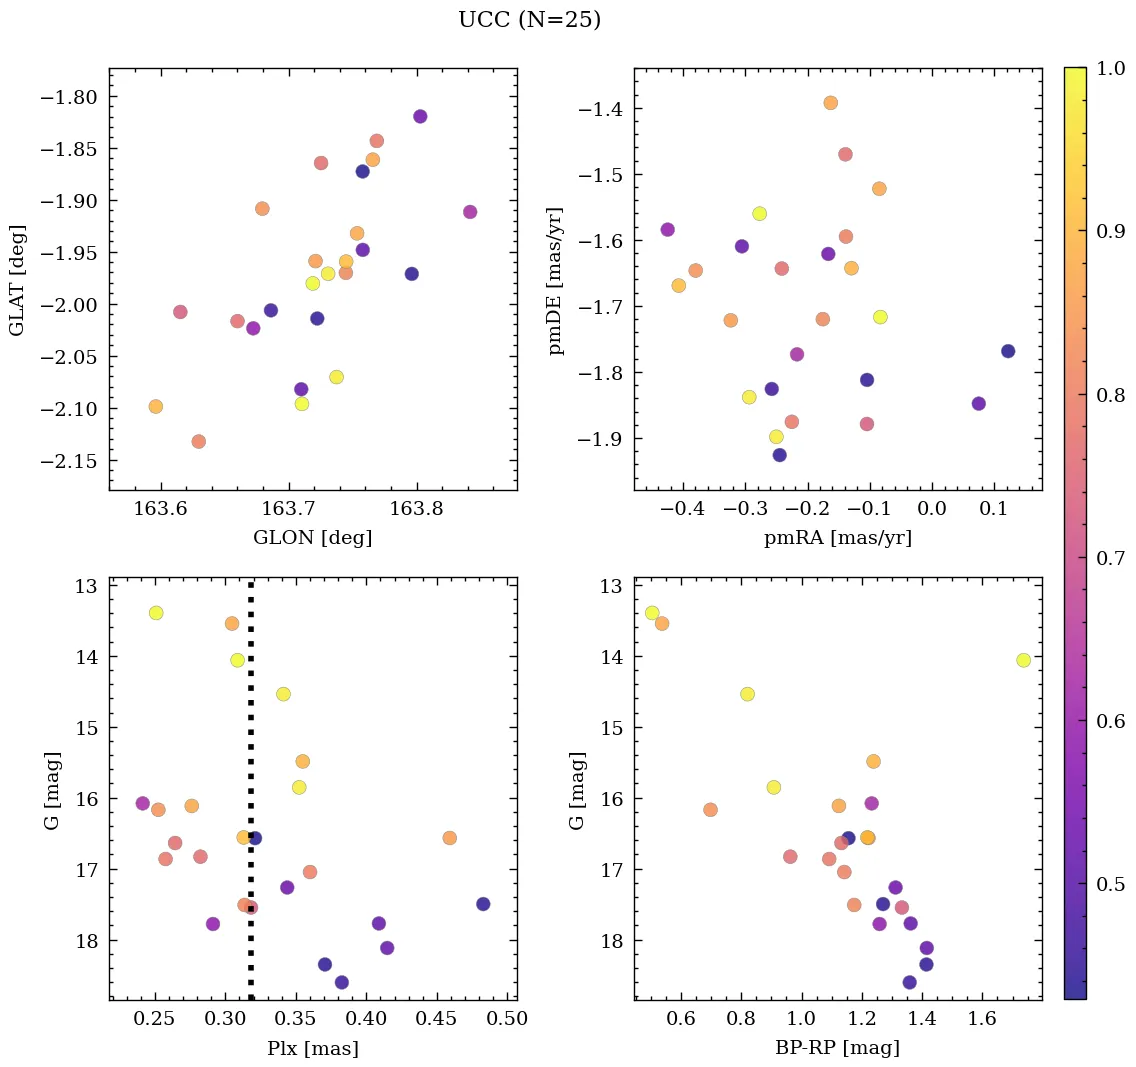 UCC (N=25)
−1.80
−1.85
−1.90
−1.95
−2.00
−2.05
−2.10
−2.15
GLAT [deg]
163.6 163.7 163.8
GLON [deg]
−1.4
−1.5
−1.6
−1.7
−1.8
−1.9
pmDE [mas/yr]
−0.4 −0.3 −0.2 −0.1 0.0 0.1
pmRA [mas/yr]
13
14
15
16
17
18
G [mag]
0.25 0.30 0.35 0.40 0.45 0.50
Plx [mas]
13
14
15
16
17
18
G [mag]
0.6 0.8 1.0 1.2 1.4 1.6
BP-RP [mag]
1.0
0.9
0.8
0.7
0.6
0.5